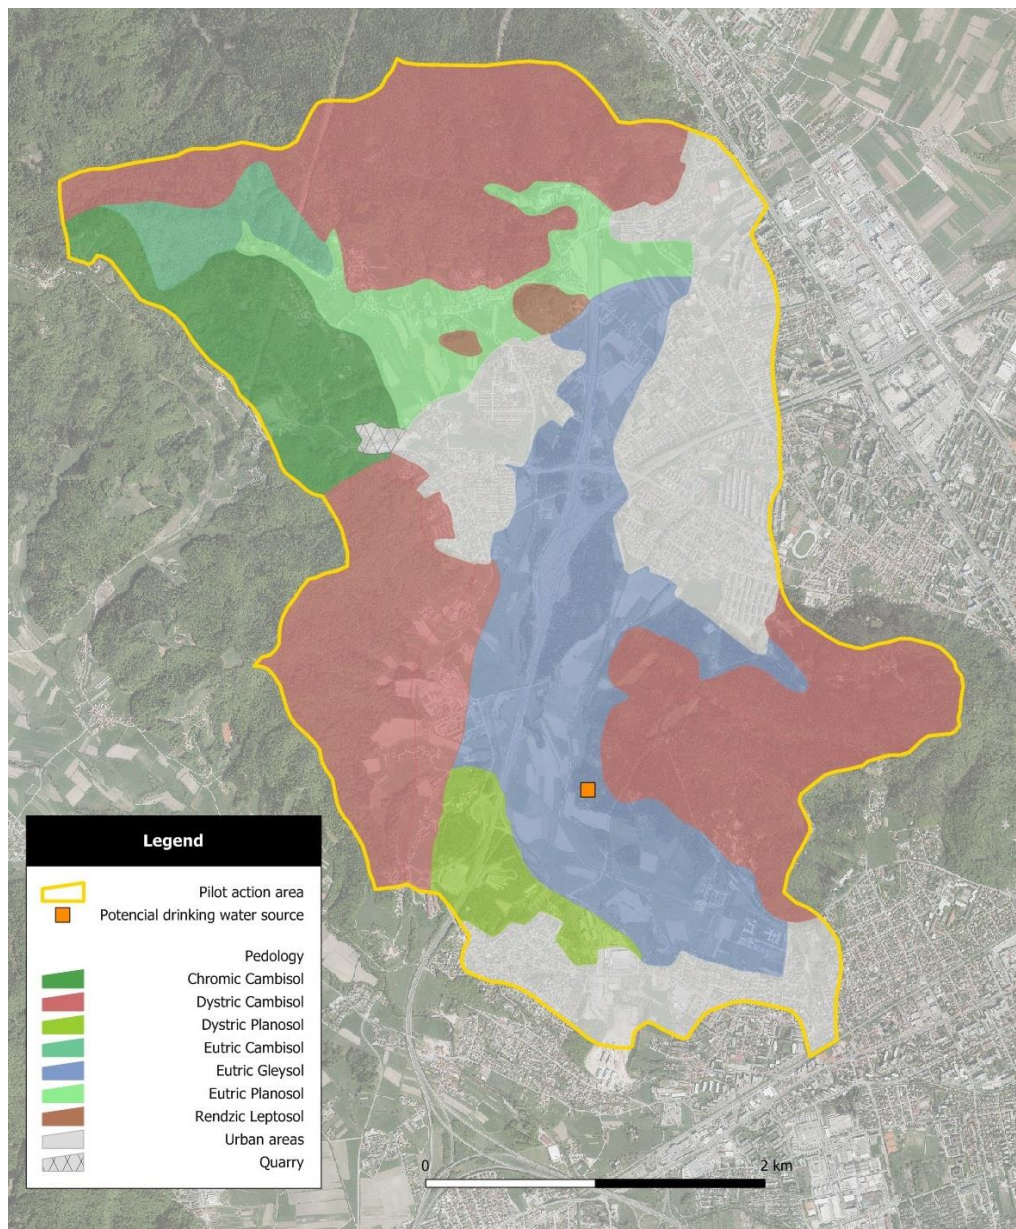 Legend
Pilot action area
Potencial drinking water source
Pedology
Chromic Cambisol
Dystric Cambisol
Dystric Planosol
Eutric Cambisol
Eutric Gleysol
Eutric Planosol
Rendzic Leptosol
Urban areas
Quarry
0 2 km